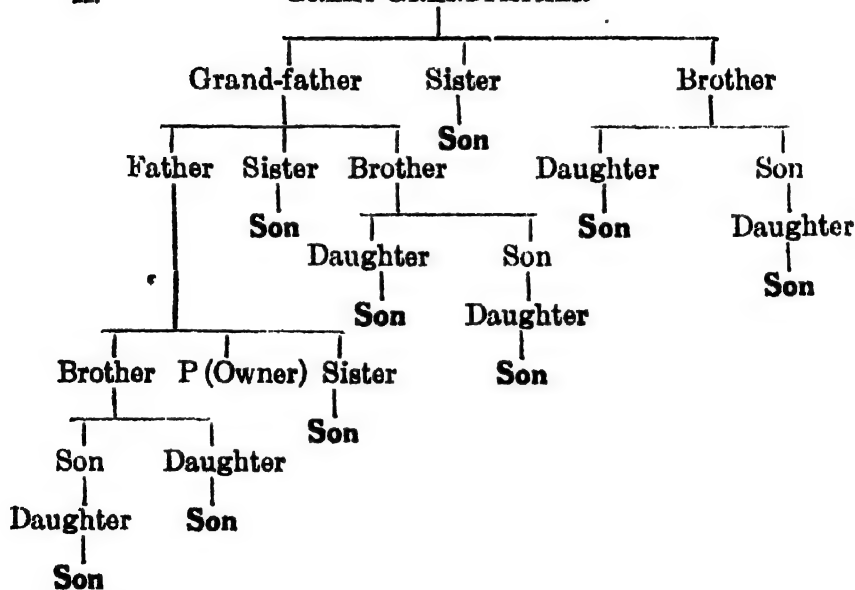 Grand-father Sister Brother
Son
Father Sister Brother Daughter Son
Son Son Daughter
Daughter Son
Son Daughter Son
Brother P (Owner) Sister Son
Son
Son Daughter
Daughter Son
Son